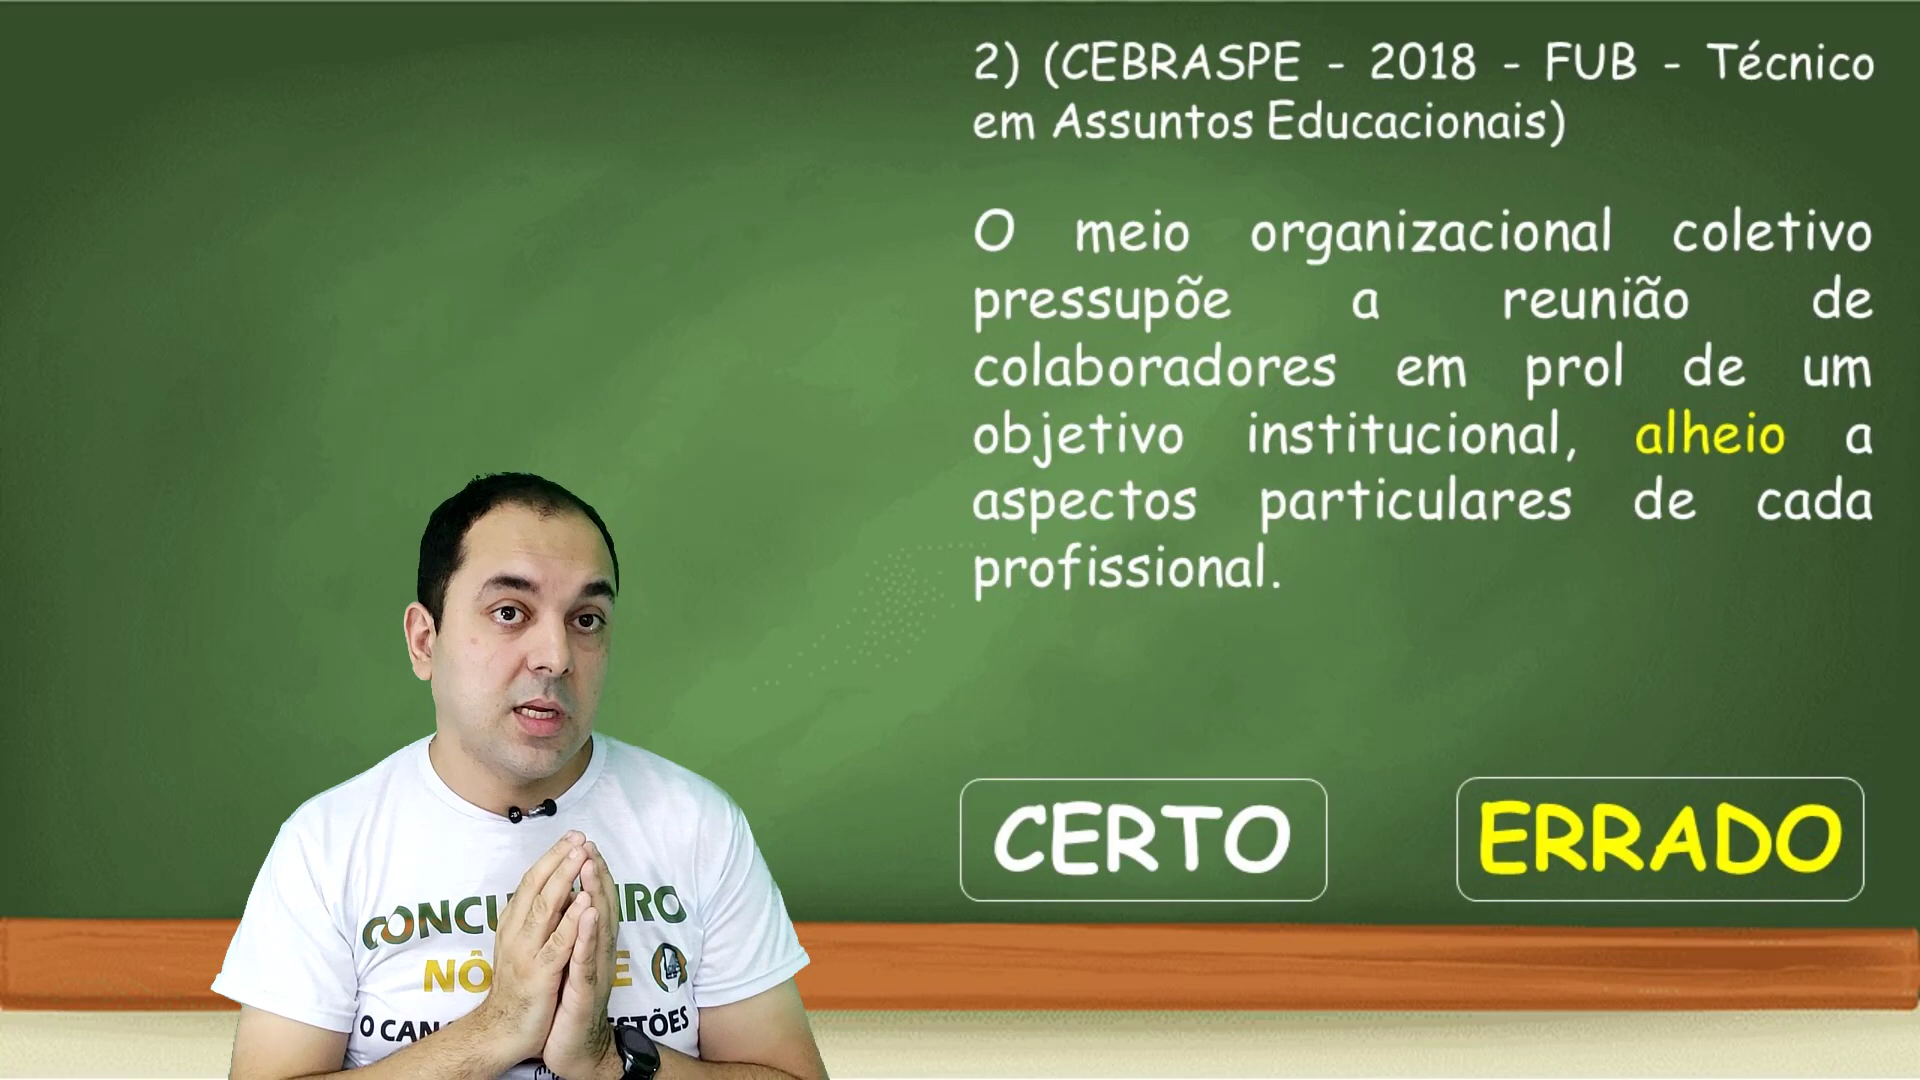 2) (CEBRASPE - 2018 - FUB - Técnico
em Assuntos Educacionais)
O meio organizacional coletivo
pressupõe a reunião de
colaboradores em prol de um
objetivo institucional, alheio a
aspectos particulares de cada
profissional.
CERTO ERRADO